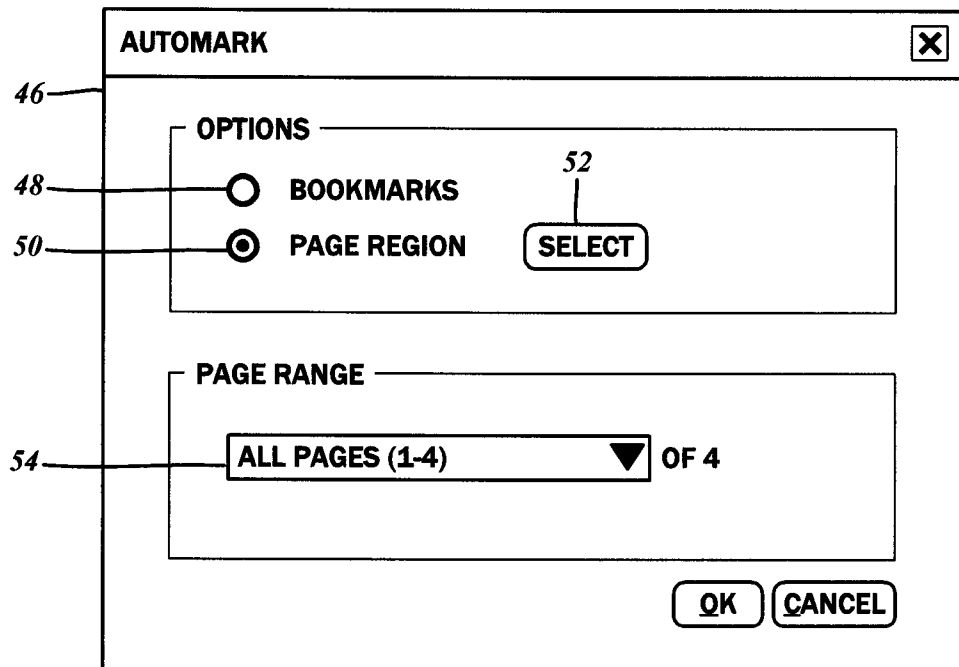 AUTOMARK
46
OPTIONS
52
48 BOOKMARKS
50 PAGE REGION SELECT
PAGE RANGE
54 ALL PAGES (1-4) OF 4
OK CANCEL